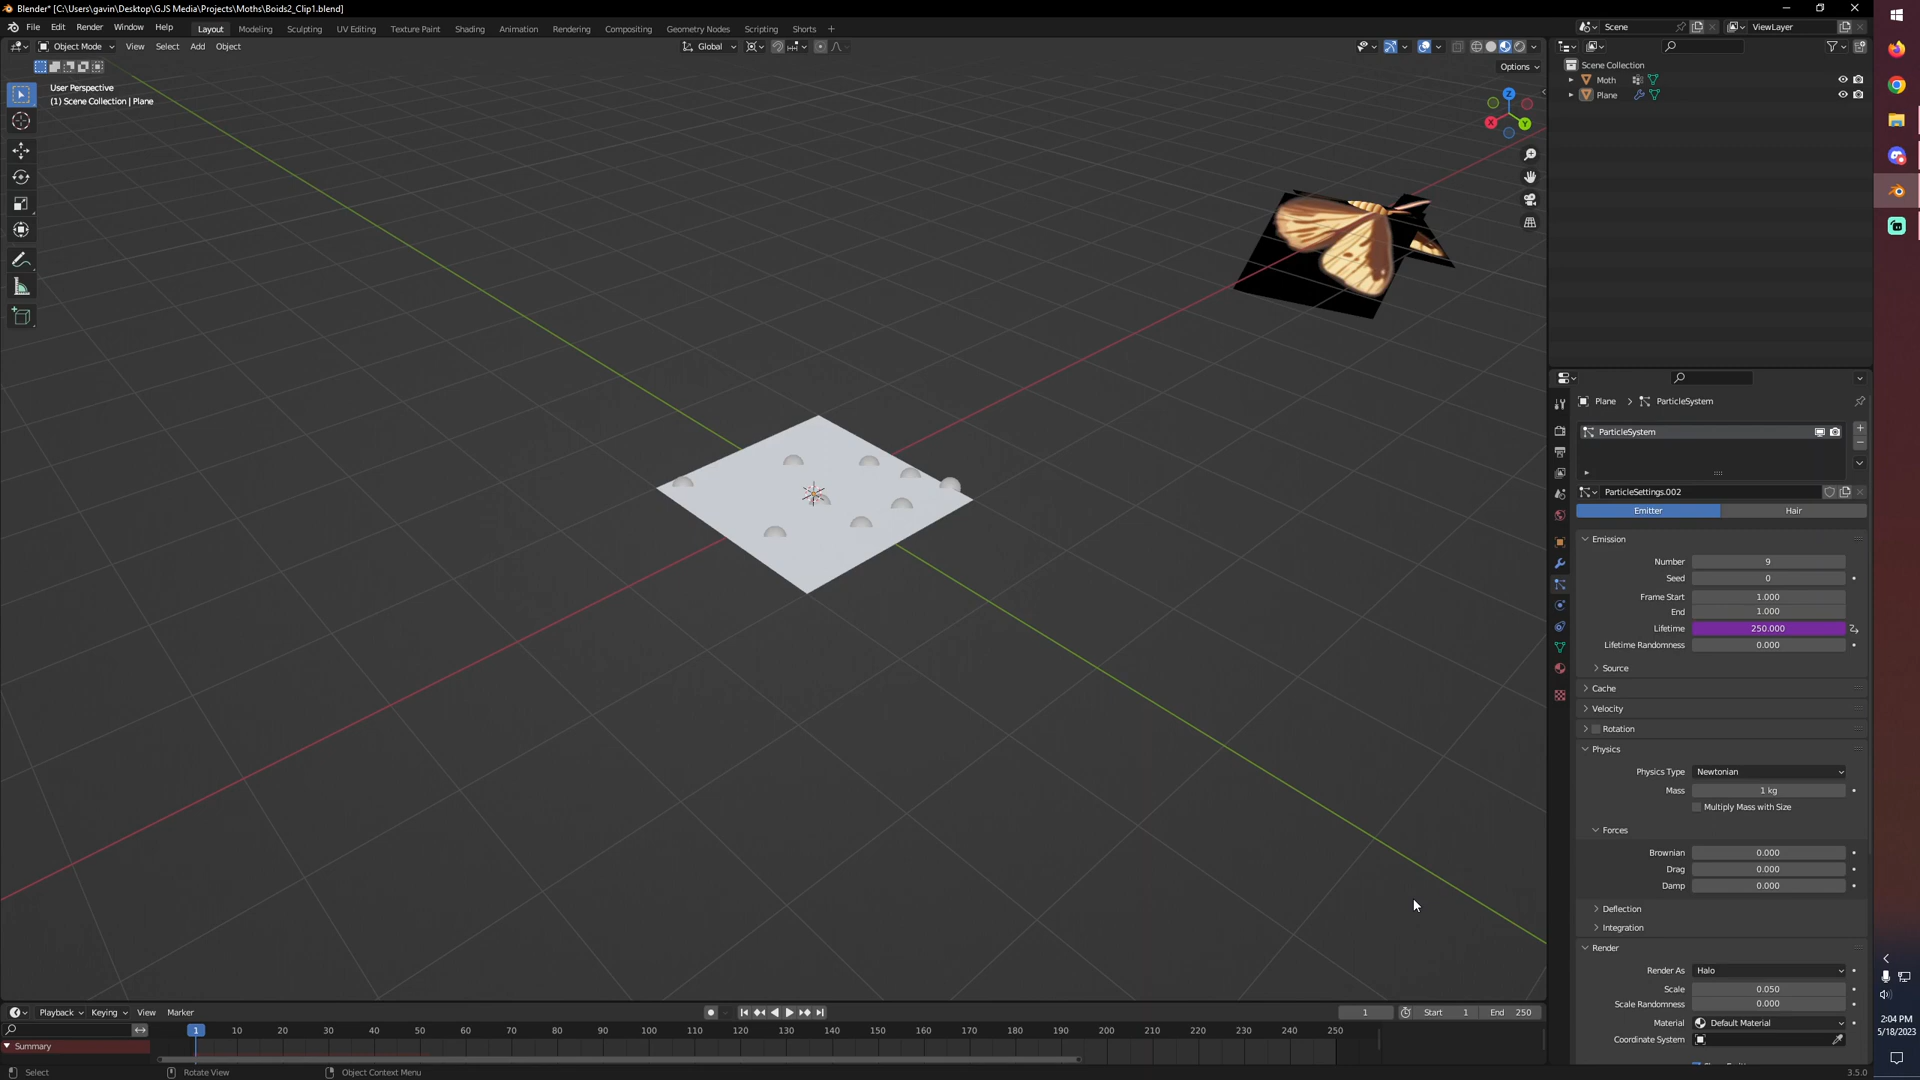 Blender* [C:\Users\gavin\Desktop\GJS Media\Projects\Moths\Boids2_Clip1.blend]
File Edit Render Window Help Layout Modeling Sculpting UV Editing Texture Paint Shading Animation Rendering Compositing Geometry Nodes Scripting Shorts + Scene ViewLayer
Object Mode View Select Add Object Global
Options
User Perspective
(1) Scene Collection | Plane
Z
X
Y
Scene Collection
Moth
Plane
Plane > ParticleSystem
ParticleSystem
ParticleSettings.002
Emitter Hair
Emission
Number 9
Seed 0
Frame Start 1.000
End 1.000
Lifetime 250.000
Lifetime Randomness 0.000
Source
Cache
Velocity
Rotation
Physics
Physics Type Newtonian
Mass 1 kg
Multiply Mass with Size
Forces
Brownian 0.000
Drag 0.000
Damp 0.000
Deflection
Integration
Render
Render As Halo
Scale 0.050
Scale Randomness 0.000
Material Default Material
Coordinate System
Playback Keying View Marker 1 Start 1 End 250
1 10 20 30 40 50 60 70 80 90 100 110 120 130 140 150 160 170 180 190 200 210 220 230 240 250
Summary
Select Rotate View Object Context Menu 3.5.0
2:04 PM
5/18/2023